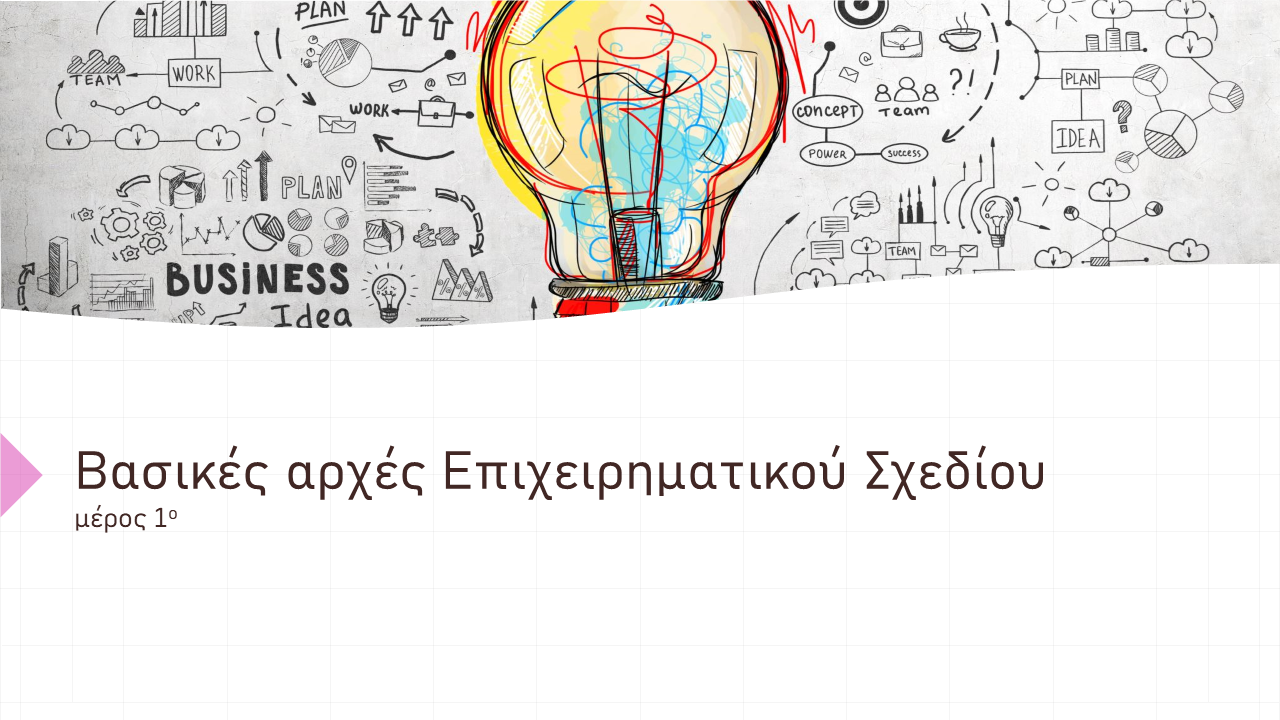 PLAN
TEAM
WORK
@
WORK
CONCEPT
TEAM
?!
PLAN
IDEA
?
POWER
SUCCESS
PLAN
TEAM
BUSINESS
Idea
Βασικές αρχές Επιχειρηματικού Σχεδίου
μέρος 1ο